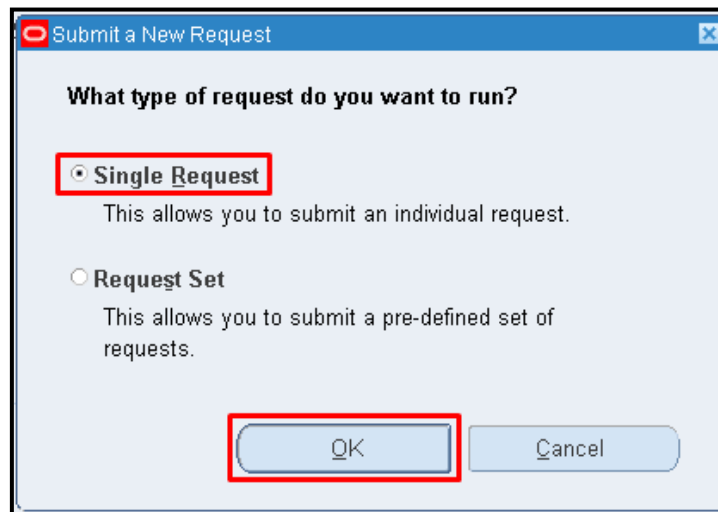 Submit a New Request
What type of request do you want to run?
Single Request
This allows you to submit an individual request.
Request Set
This allows you to submit a pre-defined set of
requests.
OK
Cancel